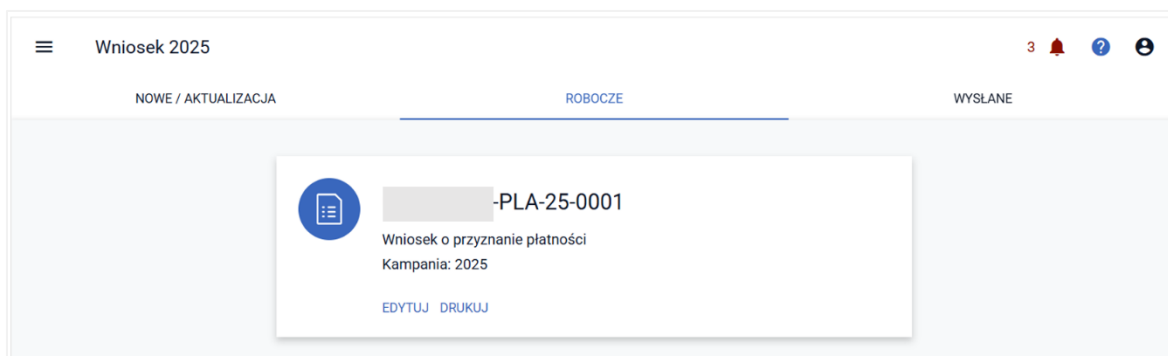 Wniosek 2025
3
NOWE / AKTUALIZACJA
ROBOCZE
WYSŁANE
-PLA-25-0001
Wniosek o przyznanie płatności
Kampania: 2025
EDYTUJ DRUKUJ